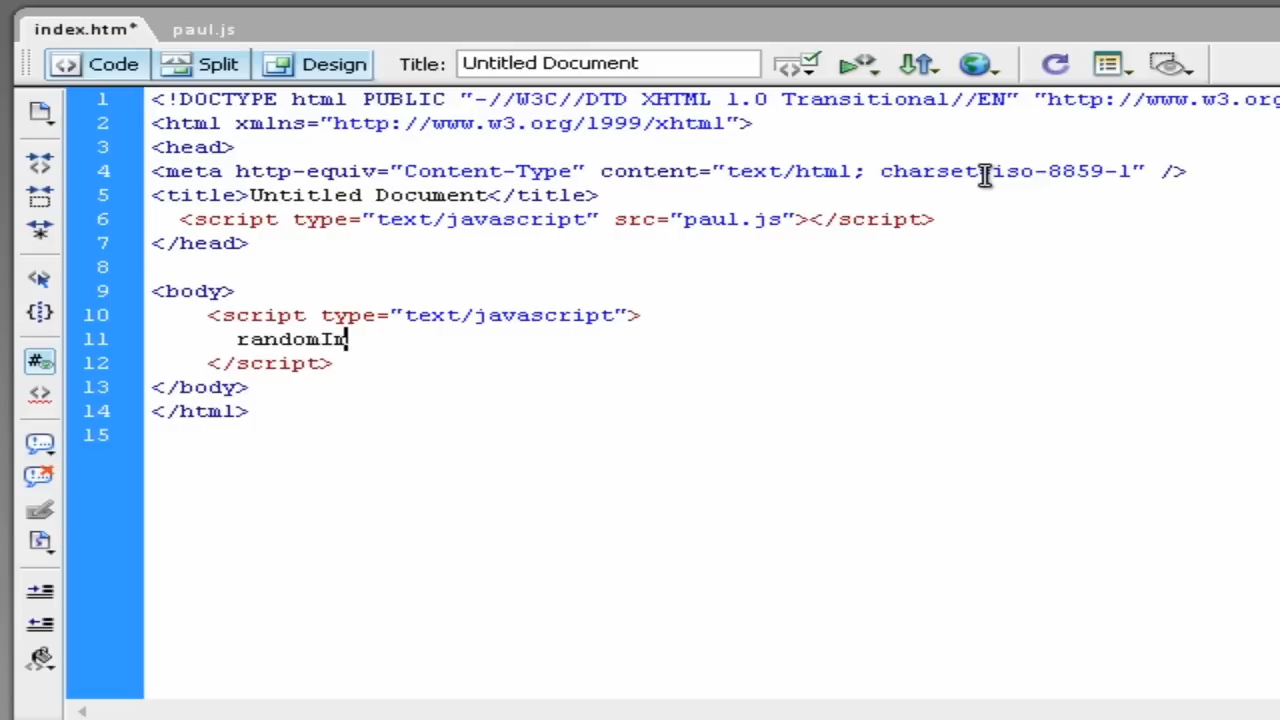 index.htm* paul.js
Code Split Design Title: Untitled Document
1 <!DOCTYPE html PUBLIC "-//W3C//DTD XHTML 1.0 Transitional//EN" "http://www.w3.org
2 <html xmlns="http://www.w3.org/1999/xhtml">
3 <head>
4 <meta http-equiv="Content-Type" content="text/html; charset=iso-8859-1" />
5 <title>Untitled Document</title>
6 <script type="text/javascript" src="paul.js"></script>
7 </head>
8
9 <body>
10 <script type="text/javascript">
11 randomIm
12 </script>
13 </body>
14 </html>
15